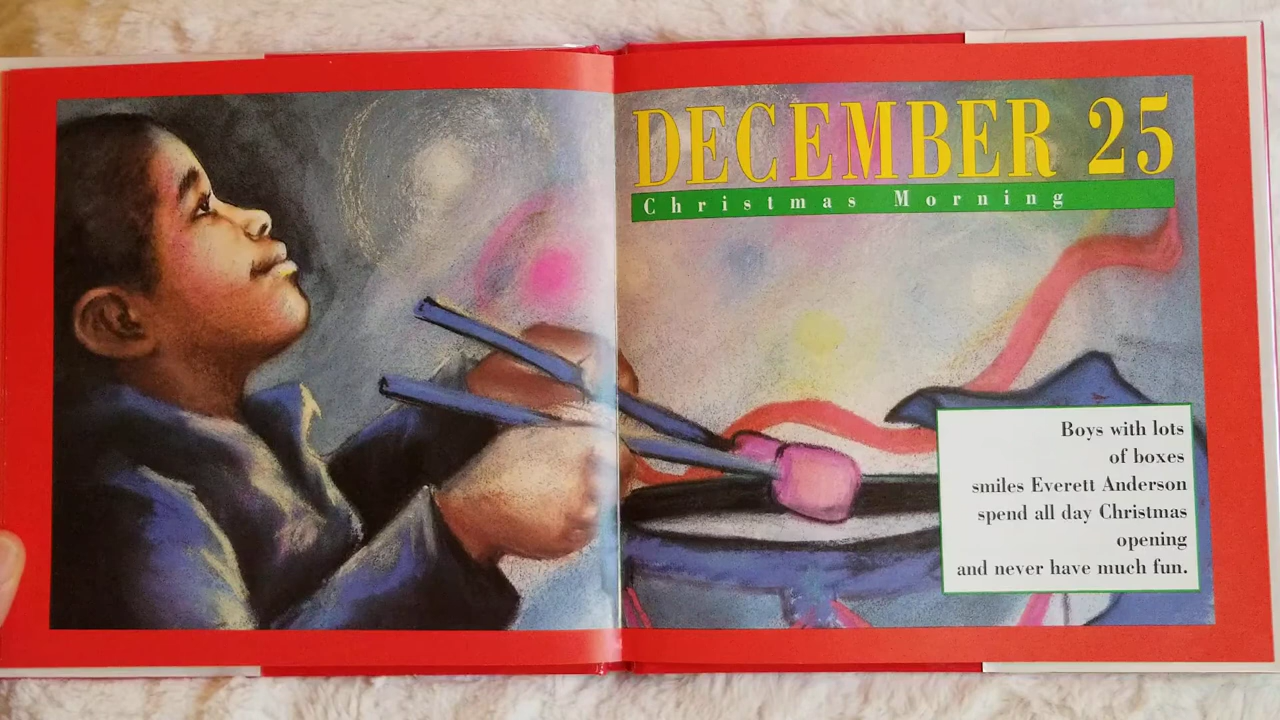 DECEMBER 25
Christmas Morning
Boys with lots
of boxes
smiles Everett Anderson
spend all day Christmas
opening
and never have much fun.